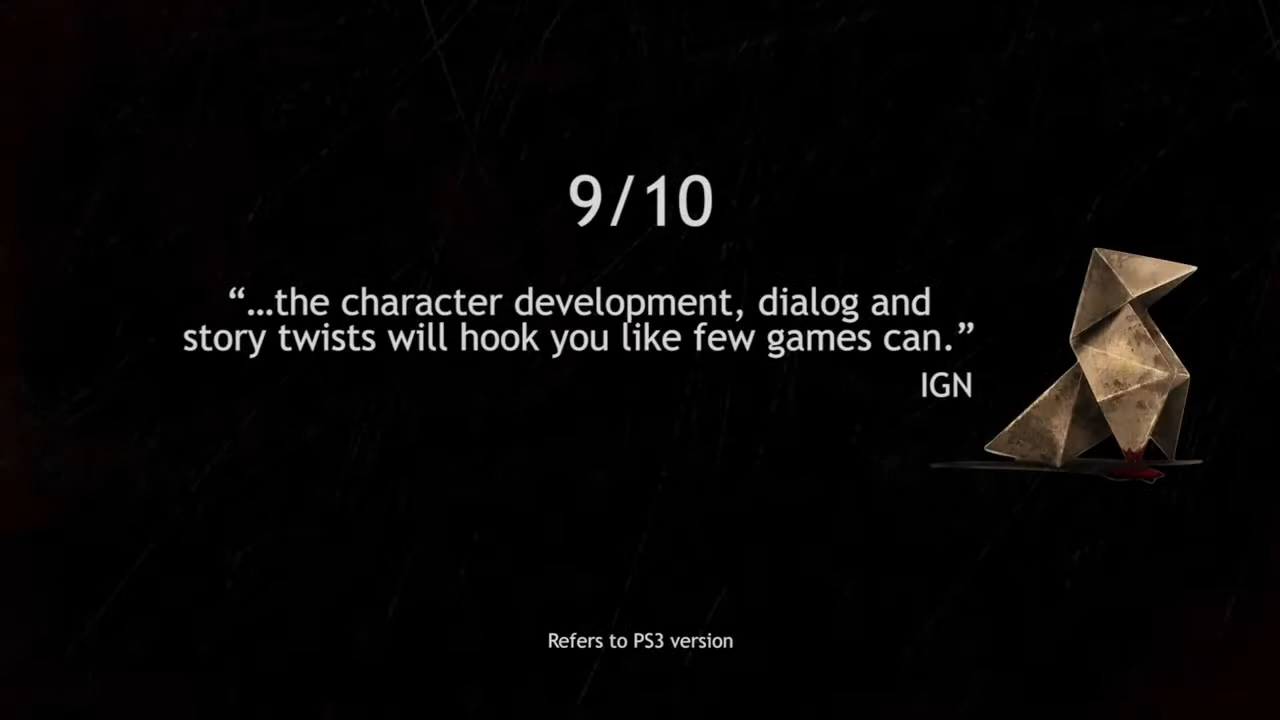 9/10
“…the character development, dialog and
story twists will hook you like few games can.”
IGN
Refers to PS3 version